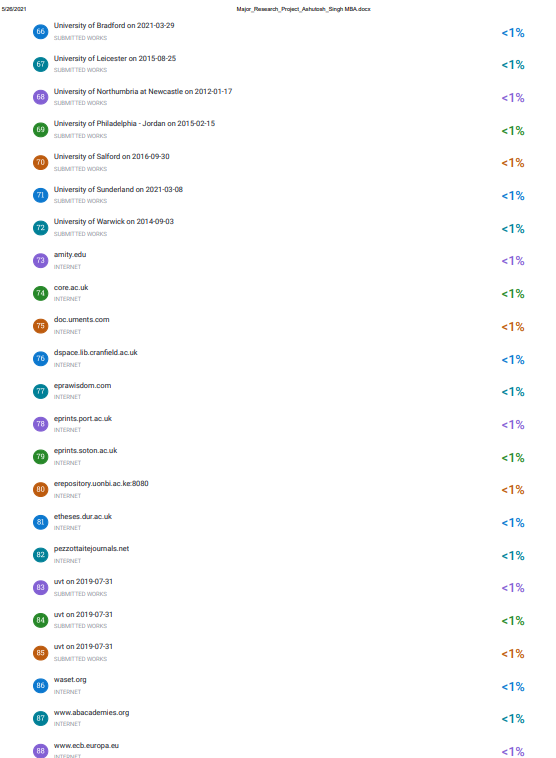 5/26/2021 Major_Research_Project_Ashutosh_Singh MBA.docx
66 University of Bradford on 2021-03-29 <1%
SUBMITTED WORKS
67 University of Leicester on 2015-08-25 <1%
SUBMITTED WORKS
68 University of Northumbria at Newcastle on 2012-01-17 <1%
SUBMITTED WORKS
69 University of Philadelphia - Jordan on 2015-02-15 <1%
SUBMITTED WORKS
70 University of Salford on 2016-09-30 <1%
SUBMITTED WORKS
71 University of Sunderland on 2021-03-08 <1%
SUBMITTED WORKS
72 University of Warwick on 2014-09-03 <1%
SUBMITTED WORKS
73 amity.edu <1%
INTERNET
74 core.ac.uk <1%
INTERNET
75 doc.uments.com <1%
INTERNET
76 dspace.lib.cranfield.ac.uk <1%
INTERNET
77 eprawisdom.com <1%
INTERNET
78 eprints.port.ac.uk <1%
INTERNET
79 eprints.soton.ac.uk <1%
INTERNET
80 erepository.uonbi.ac.ke:8080 <1%
INTERNET
81 etheses.dur.ac.uk <1%
INTERNET
82 pezzottaitejournals.net <1%
INTERNET
83 uvt on 2019-07-31 <1%
SUBMITTED WORKS
84 uvt on 2019-07-31 <1%
SUBMITTED WORKS
85 uvt on 2019-07-31 <1%
SUBMITTED WORKS
86 waset.org <1%
INTERNET
87 www.abacademies.org <1%
INTERNET
88 www.ecb.europa.eu <1%
INTERNET